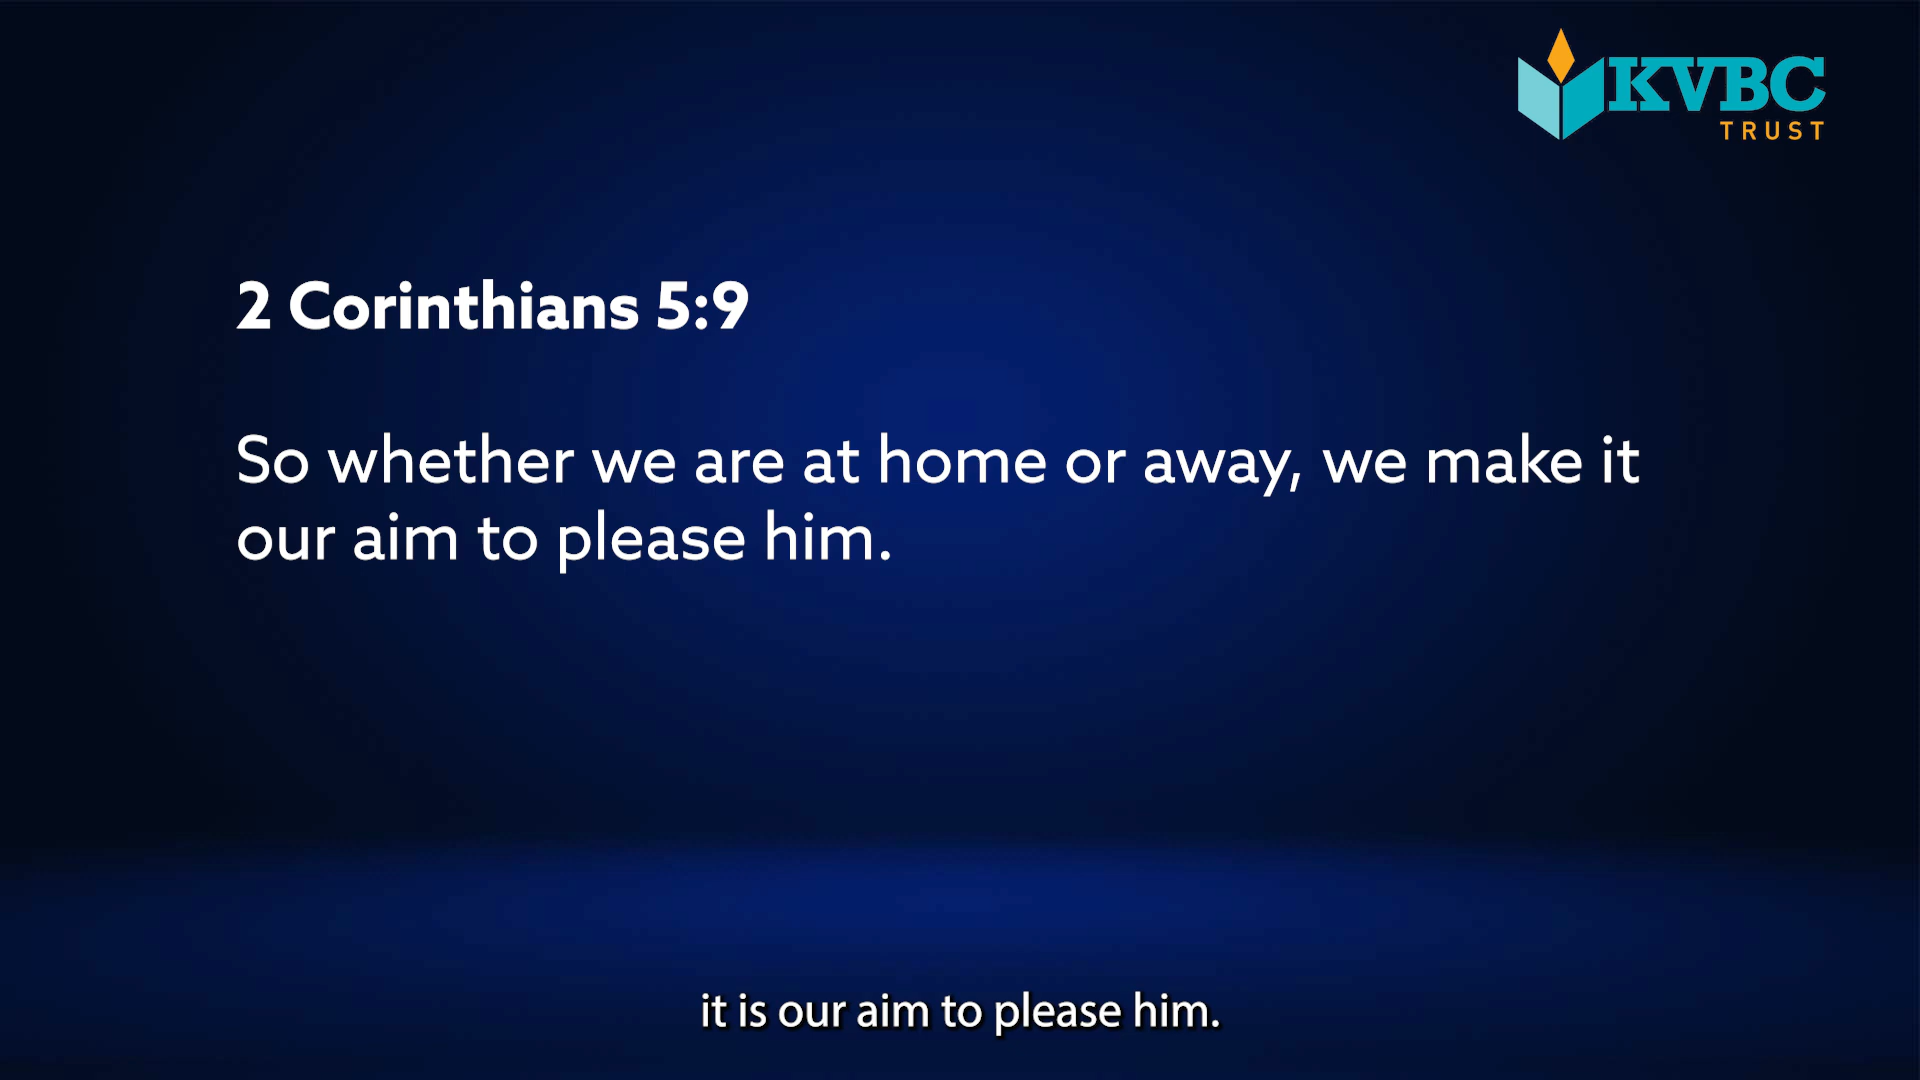 KVBC
TRUST
2 Corinthians 5:9
So whether we are at home or away, we make it
our aim to please him.
it is our aim to please him.